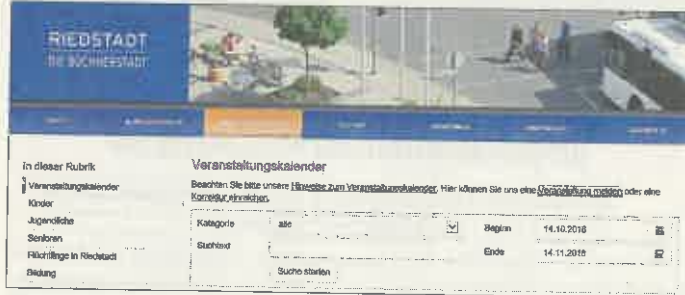 RIEDSTADT
DIE BÜCHNERSTADT
In dieser Rubrik
Veranstaltungskalender
Kinder
Jugendliche
Senioren
Flüchtlinge in Riedstadt
Bildung
Veranstaltungskalender
Beachten Sie bitte unsere Hinweise zum Veranstaltungskalender. Hier können Sie uns eine Veranstaltung melden oder eine
Korrektur einreichen.
Kategorie alle Beginn 14.10.2016
Suchtext Ende 14.11.2016
Suche starten